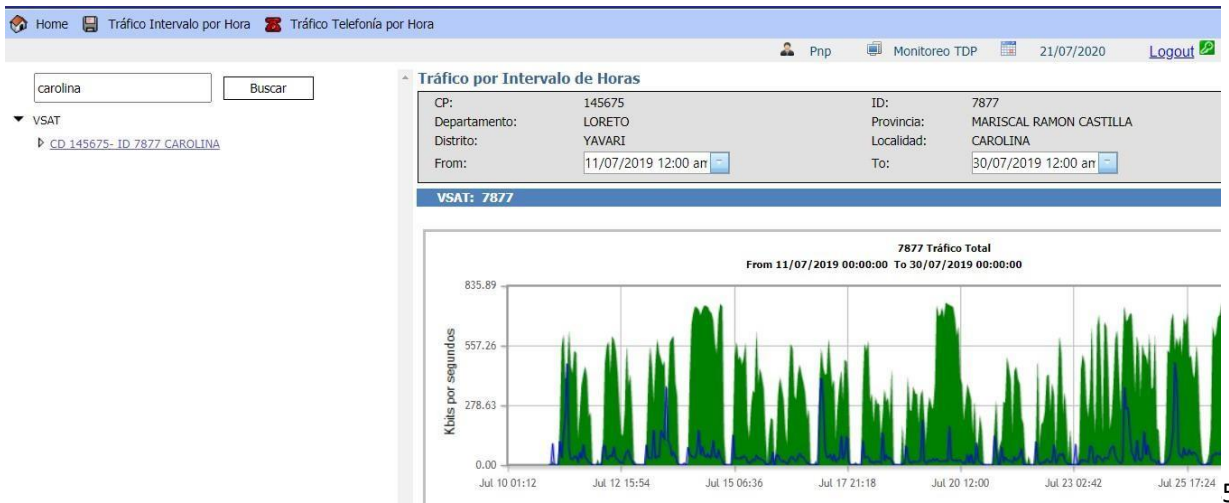 Home Tráfico Intervalo por Hora Tráfico Telefonía por Hora
Pnp Monitoreo TDP 21/07/2020 Logout
carolina Buscar
VSAT
CD 145675- ID 7877 CAROLINA
Tráfico por Intervalo de Horas
CP: 145675 ID: 7877
Departamento: LORETO Provincia: MARISCAL RAMON CASTILLA
Distrito: YAVARI Localidad: CAROLINA
From: 11/07/2019 12:00 am To: 30/07/2019 12:00 am
VSAT: 7877
7877 Tráfico Total
From 11/07/2019 00:00:00 To 30/07/2019 00:00:00
Kbits por segundos
835.89
557.26
278.63
0.00
Jul 10 01:12 Jul 12 15:54 Jul 15 06:36 Jul 17 21:18 Jul 20 12:00 Jul 23 02:42 Jul 25 17:24
5